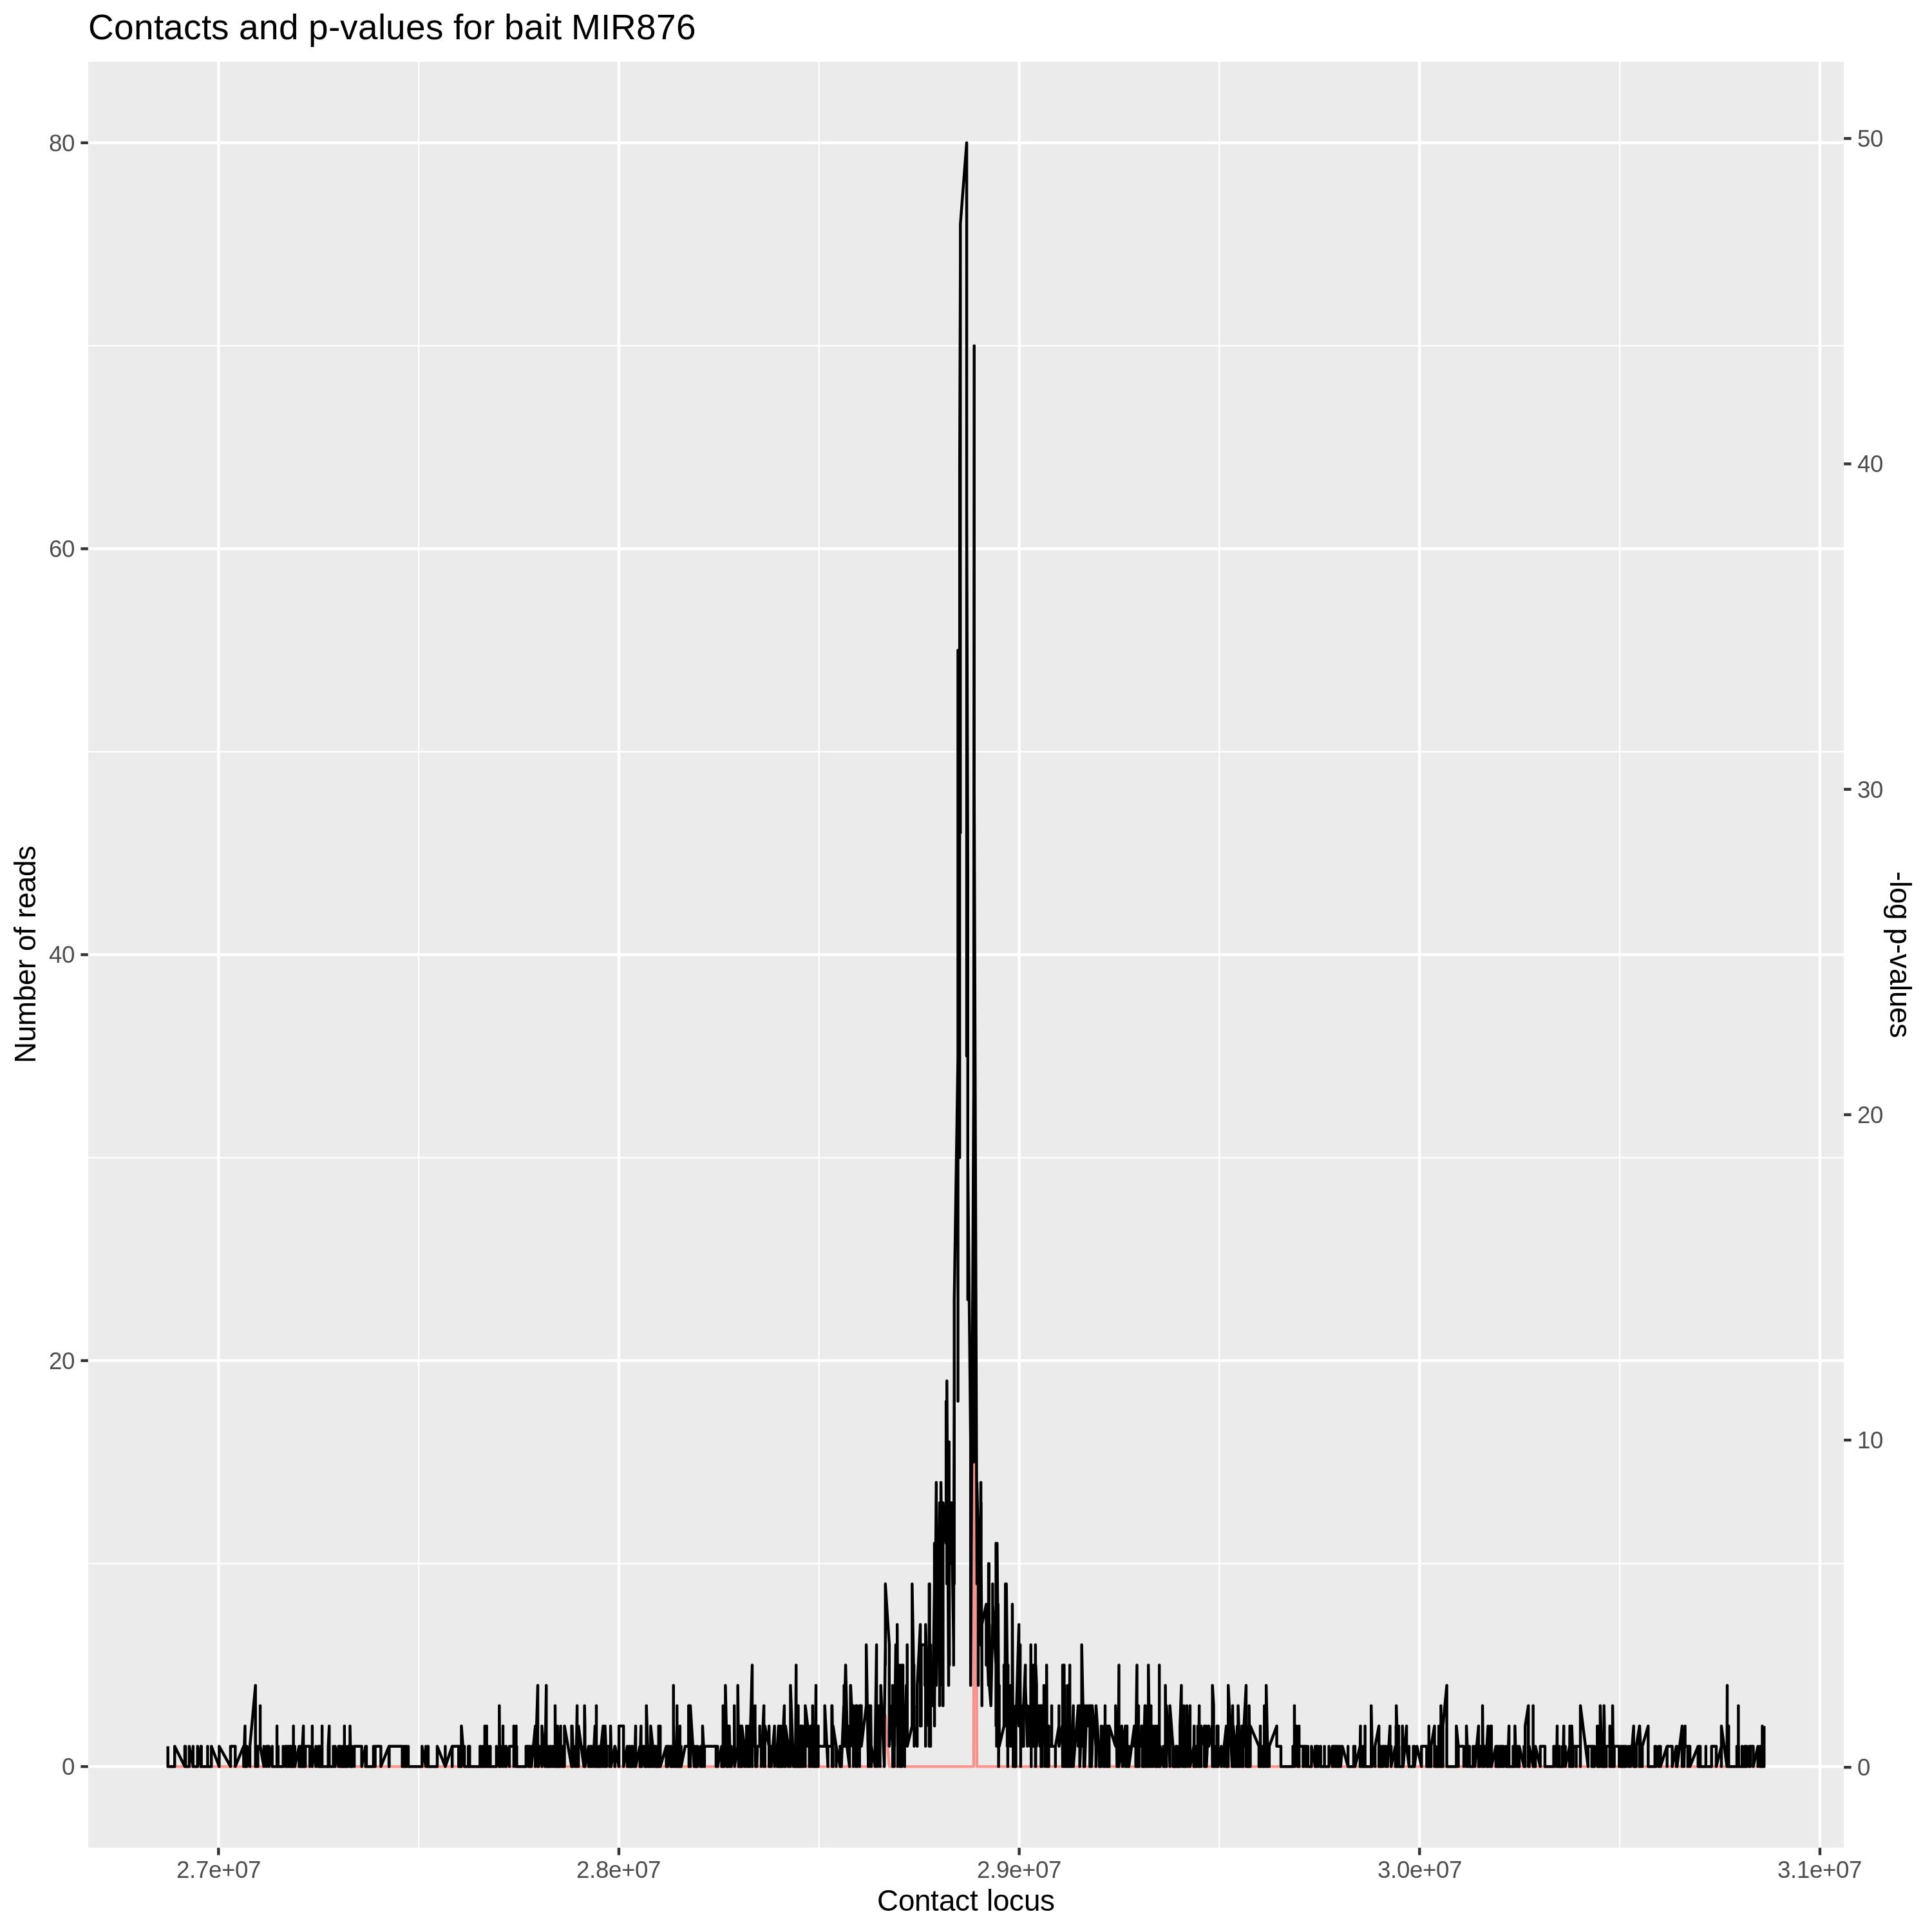 Contacts and p-values for bait MIR876
80
60
40
20
0
Number of reads
50
40
30
20
10
0
-log p-values
2.7e+07 2.8e+07 2.9e+07 3.0e+07 3.1e+07
Contact locus